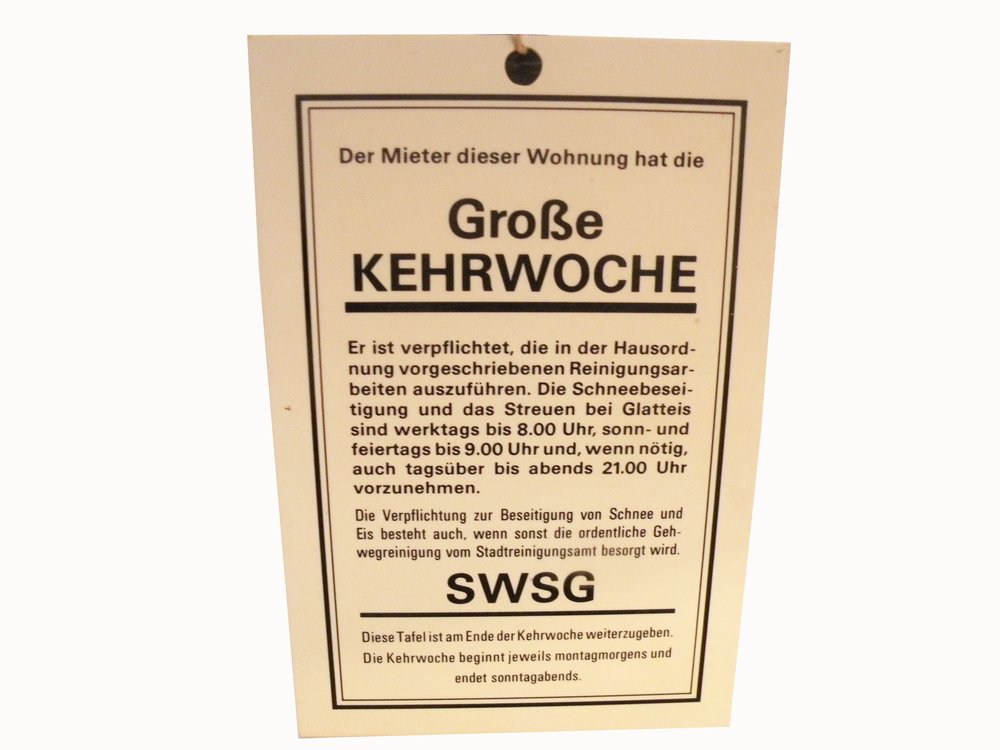 Der Mieter dieser Wohnung hat die
Große
KEHRWOCHE
Er ist verpflichtet, die in der Hausord-
nung vorgeschriebenen Reinigungsar-
beiten auszuführen. Die Schneebesei-
tigung und das Streuen bei Glatteis
sind werktags bis 8.00 Uhr, sonn- und
feiertags bis 9.00 Uhr und, wenn nötig,
auch tagsüber bis abends 21.00 Uhr
vorzunehmen.
Die Verpflichtung zur Beseitigung von Schnee und
Eis besteht auch, wenn sonst die ordentliche Geh-
wegreinigung vom Stadtreinigungsamt besorgt wird.
SWSG
Diese Tafel ist am Ende der Kehrwoche weiterzugeben.
Die Kehrwoche beginnt jeweils montagmorgens und
endet sonntagabends.